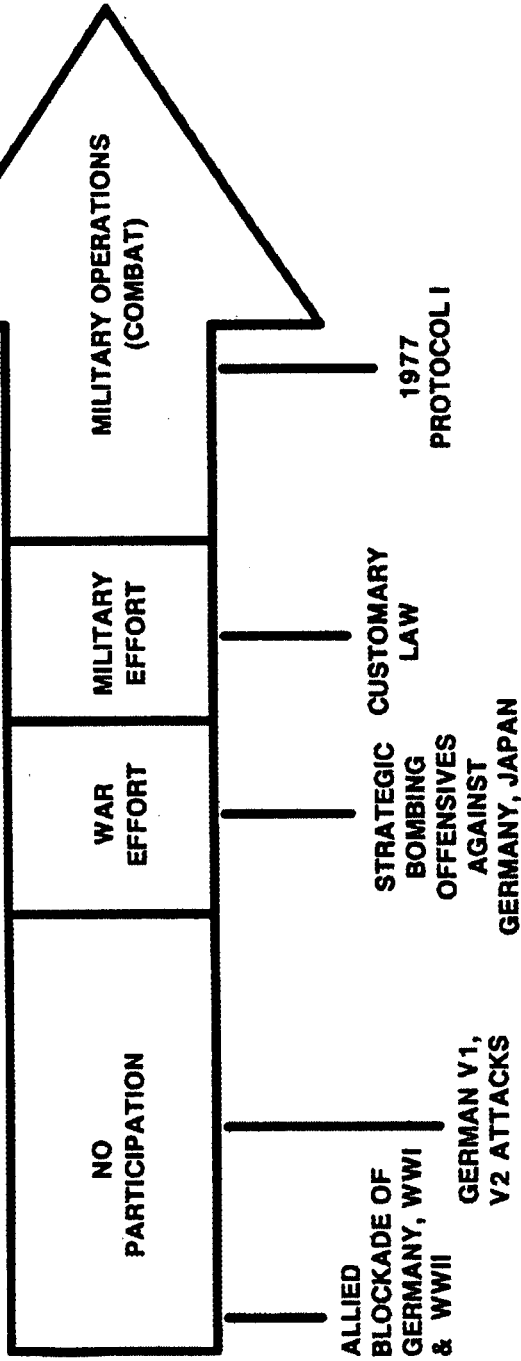 NO
PARTICIPATION
WAR
EFFORT
MILITARY
EFFORT
MILITARY OPERATIONS
(COMBAT)
ALLIED
BLOCKADE OF
GERMANY, WWI
& WWII
GERMAN V1,
V2 ATTACKS
STRATEGIC
BOMBING
OFFENSIVES
AGAINST
GERMANY, JAPAN
CUSTOMARY
LAW
1977
PROTOCOL I